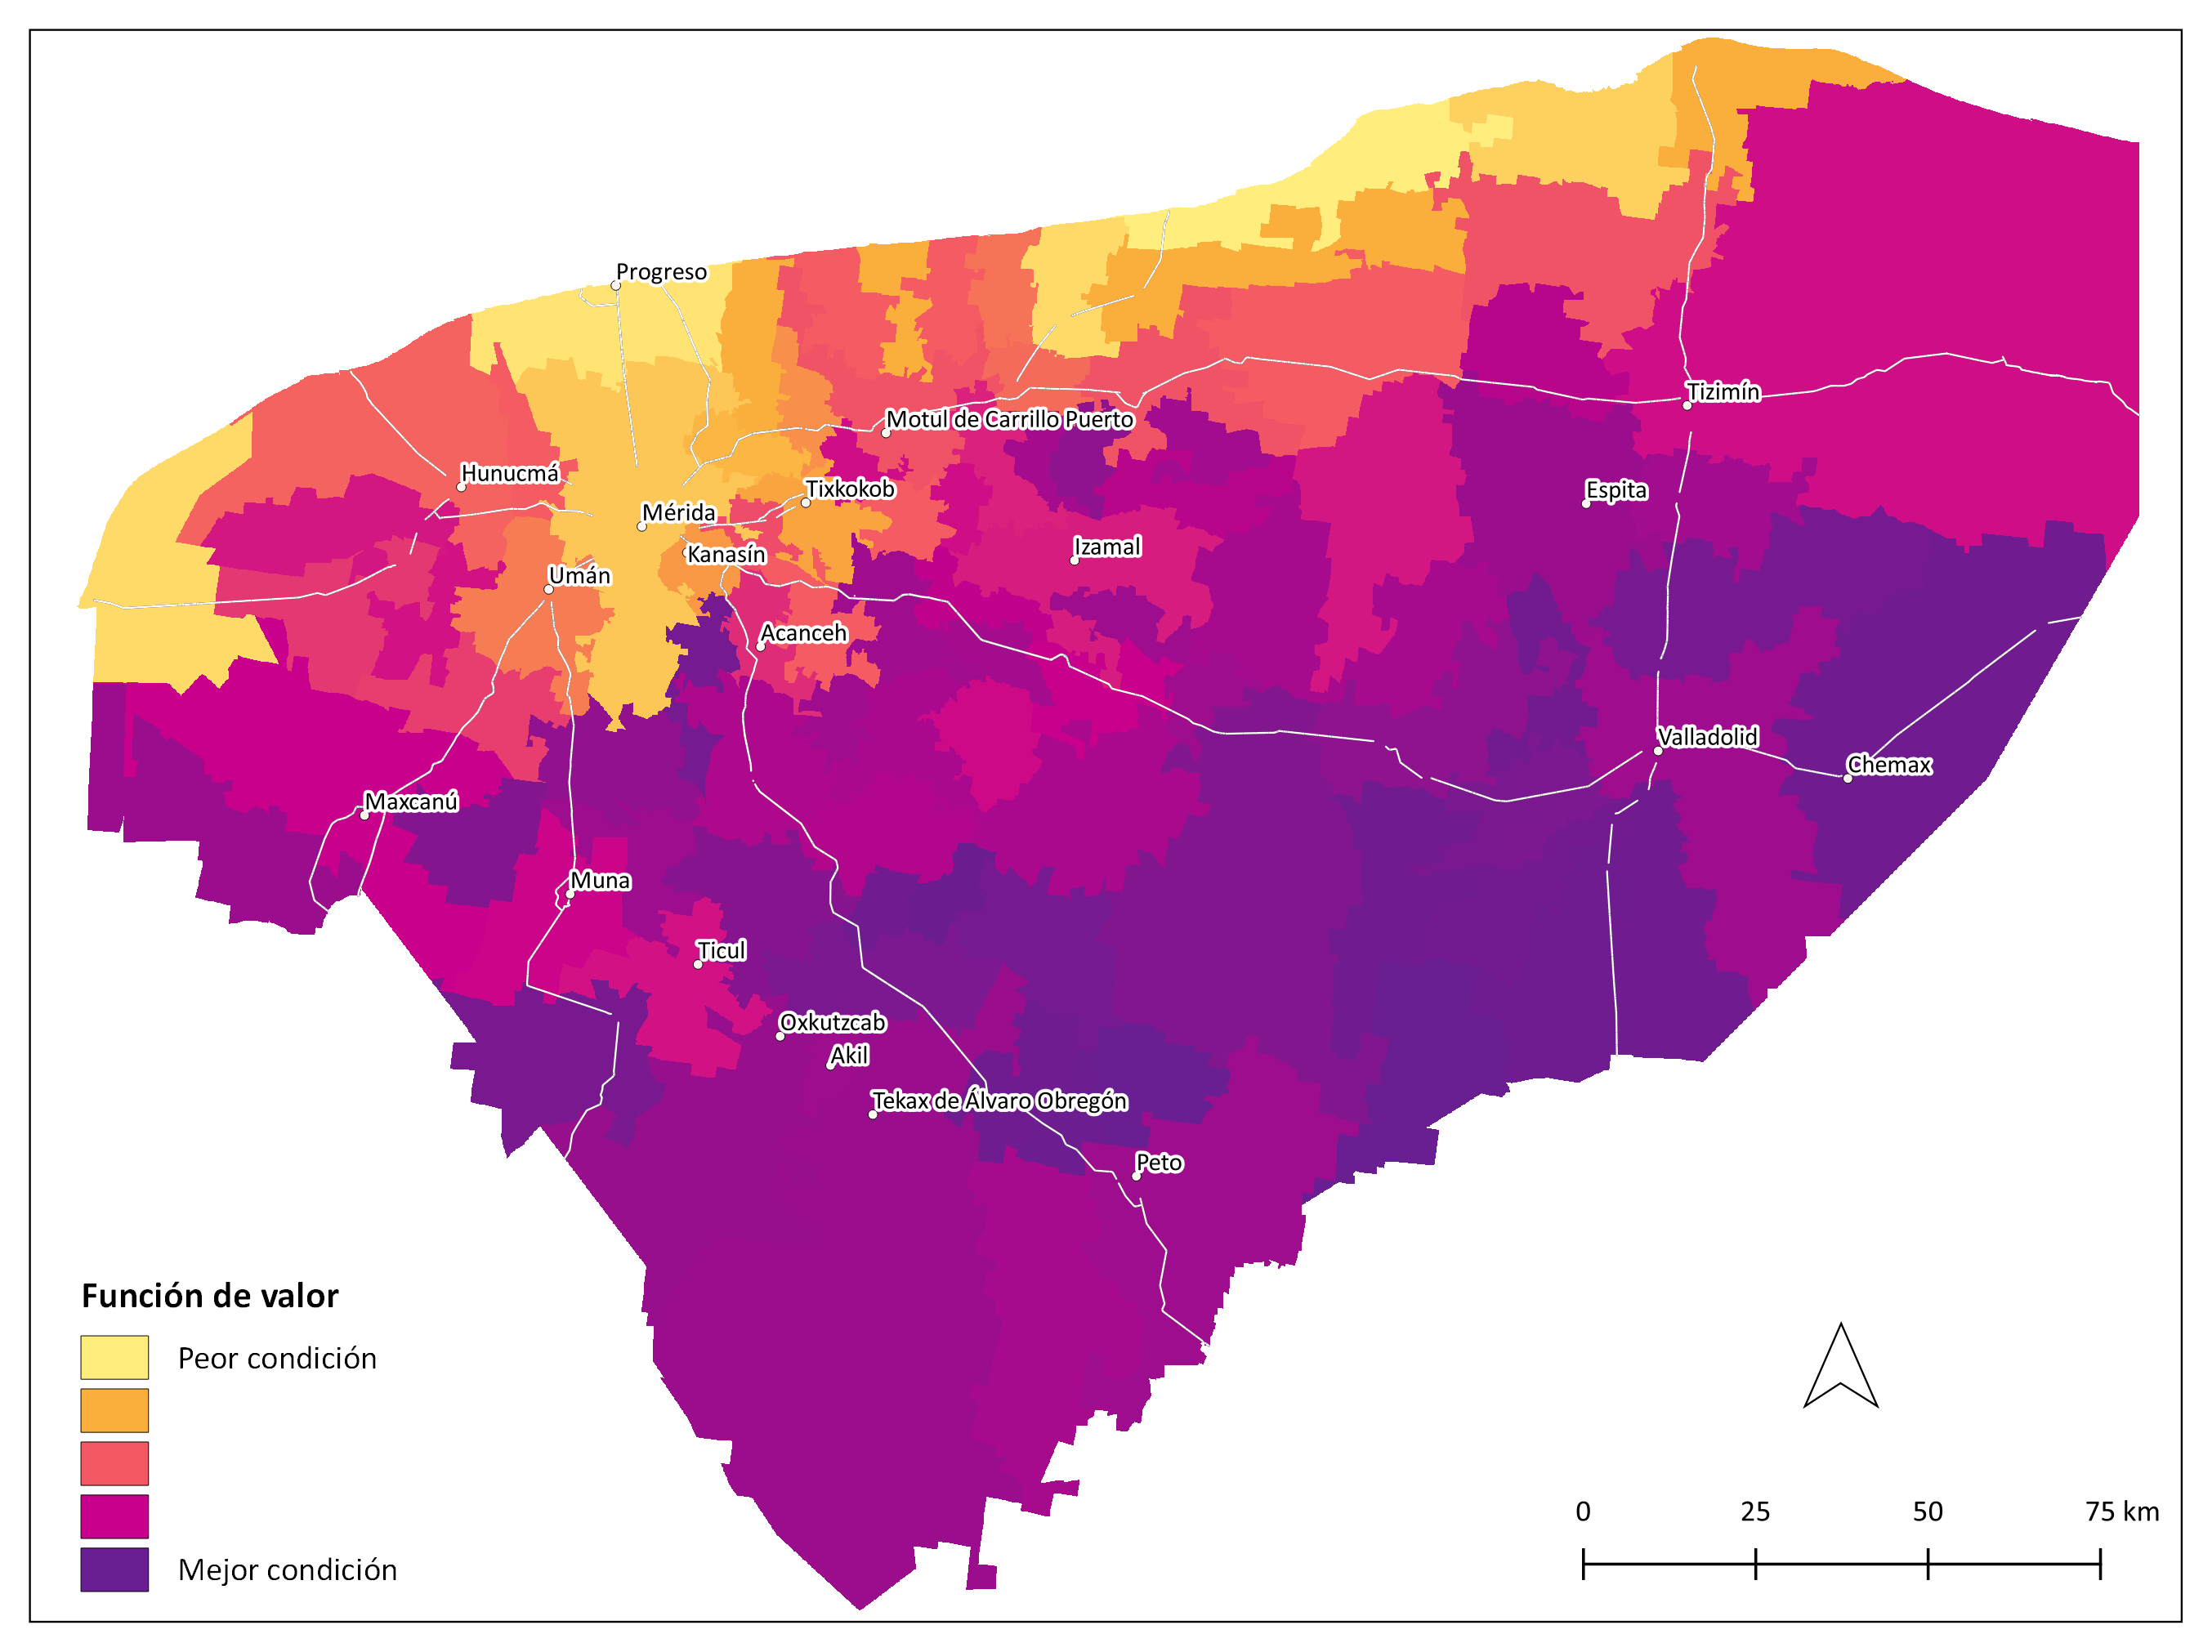 Progreso
Tizimín
Motul de Carrillo Puerto
Hunucmá
Tixkokob
Espita
Mérida
Izamal
Kanasín
Umán
Acanceh
Valladolid
Chemax
Maxcanú
Muna
Ticul
Oxkutzcab
Akil
Tekax de Álvaro Obregón
Peto
Función de valor
Peor condición
Mejor condición
0 25 50 75 km